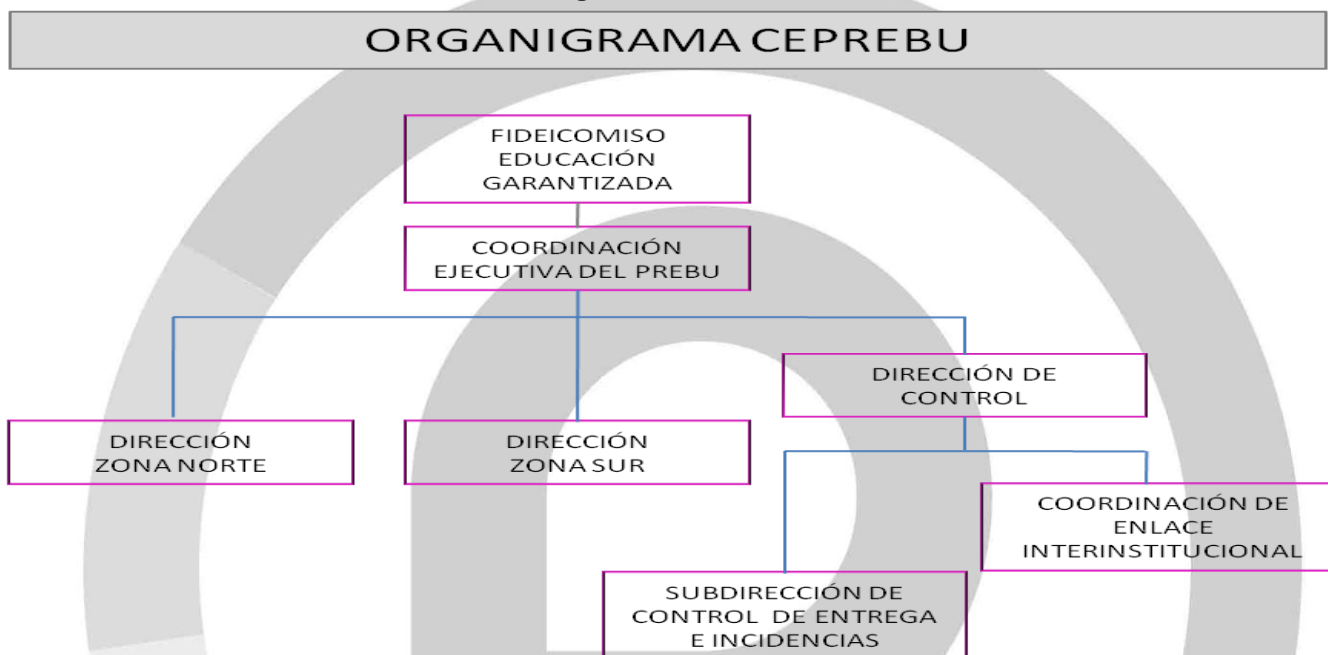 ORGANIGRAMA CEPREBU
FIDEICOMISO
EDUCACIÓN
GARANTIZADA
COORDINACIÓN
EJECUTIVA DEL PREBU
DIRECCIÓN DE
CONTROL
DIRECCIÓN
ZONA NORTE
DIRECCIÓN
ZONA SUR
COORDINACIÓN DE
ENLACE
INTERINSTITUCIONAL
SUBDIRECCIÓN DE
CONTROL DE ENTREGA
E INCIDENCIAS